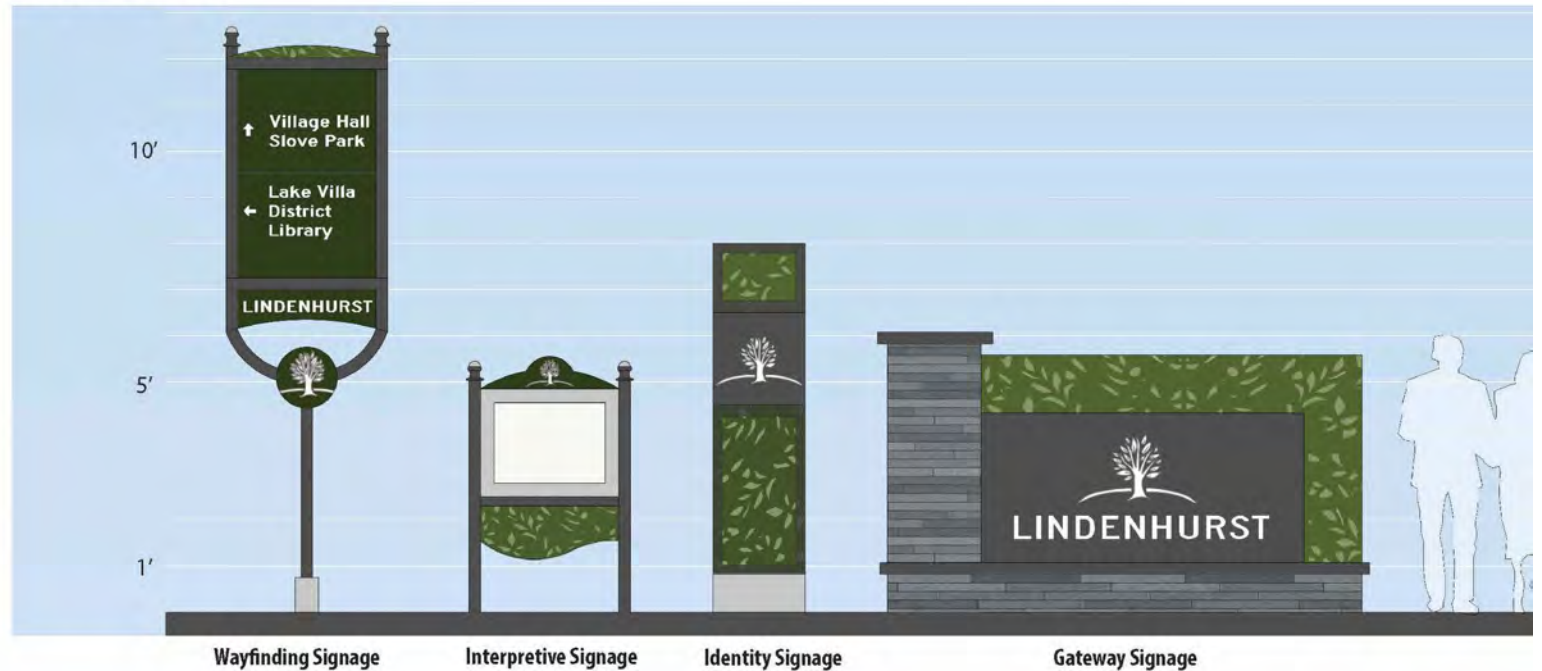 Village Hall
Slove Park
Lake Villa
District
Library
LINDENHURST
10'
5'
1'
LINDENHURST
Wayfinding Signage
Interpretive Signage
Identity Signage
Gateway Signage